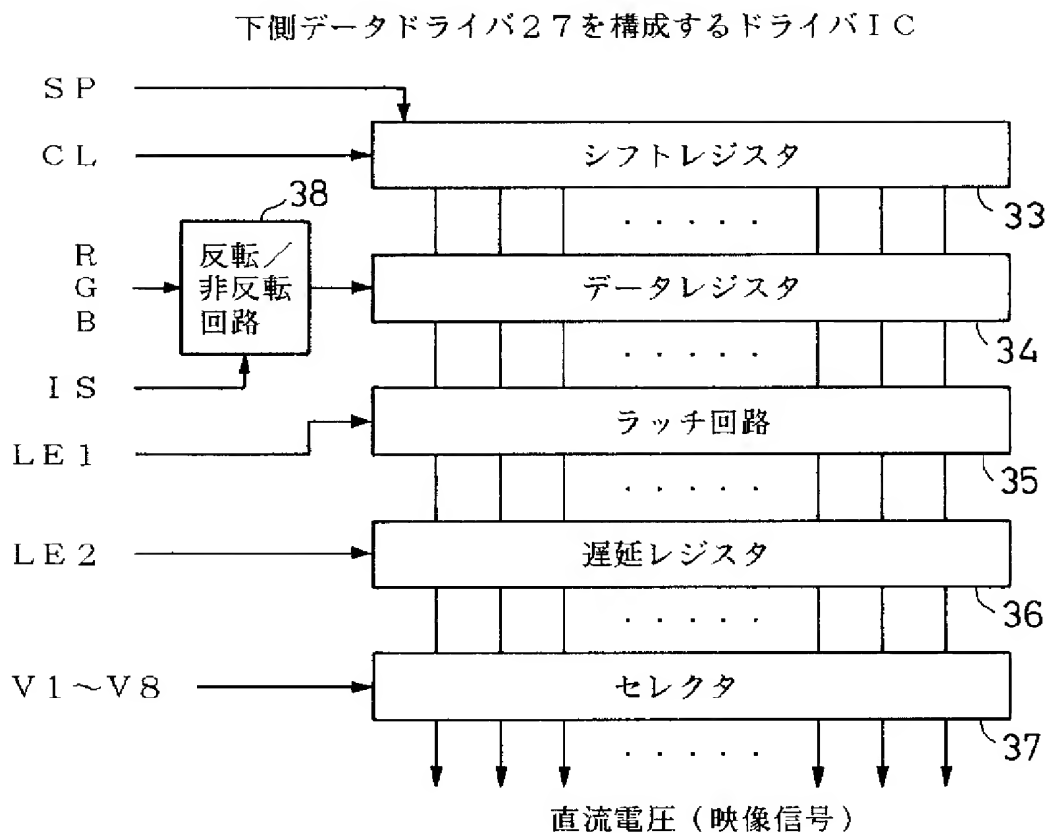 下側データドライバ２７を構成するドライバＩＣ
ＳＰ
ＣＬ
シフトレジスタ
33
38
反転／
非反転
回路
Ｒ
Ｇ
Ｂ
データレジスタ
34
ＩＳ
ラッチ回路
ＬＥ１
35
ＬＥ２
遅延レジスタ
36
Ｖ１～Ｖ８
セレクタ
37
直流電圧（映像信号）